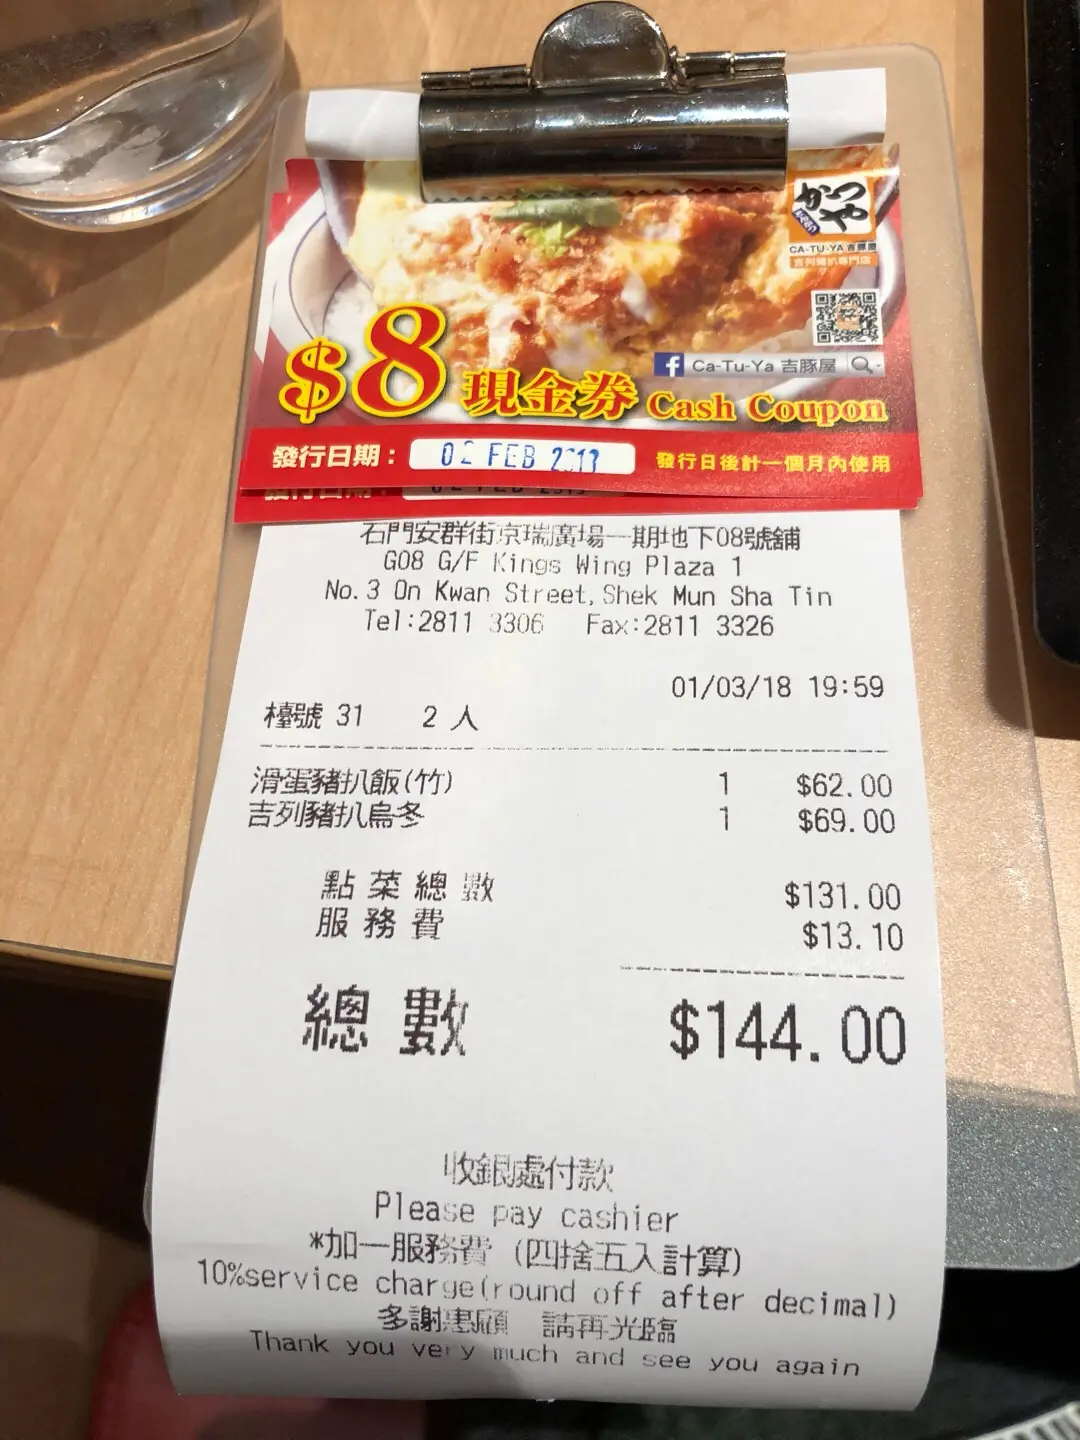 かつや
CA-TU-YA 吉豚屋
吉列豬扒專門店
Ca-Tu-Ya 吉豚屋
$8 現金券 Cash Coupon
發行日期： 02 FEB 發行日後計一個月內使用
石門安群街京瑞廣場一期地下08號舖
G08 G/F Kings Wing Plaza 1
No.3 On Kwan Street,Shek Mun Sha Tin
Tel:2811 3306 Fax:2811 3326
01/03/18 19:59
檯號 31 2 人
滑蛋豬扒飯(竹) 1 $62.00
吉列豬扒烏冬 1 $69.00
點菜總數 $131.00
服務費 $13.10
總數 $144.00
收銀處付款
Please pay cashier
*加一服務費 (四捨五入計算)
10%service charge(round off after decimal)
多謝惠顧 請再光臨
Thank you very much and see you again